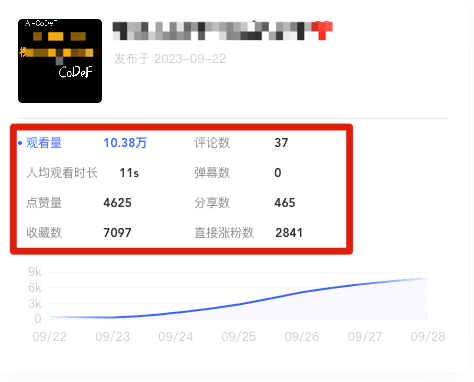 CoDeF
发布于 2023-09-22
观看量 10.38万 评论数 37
人均观看时长 11s 弹幕数 0
点赞量 4625 分享数 465
收藏数 7097 直接涨粉数 2841
9k
6k
3k
0
09/22 09/23 09/24 09/25 09/26 09/27 09/28